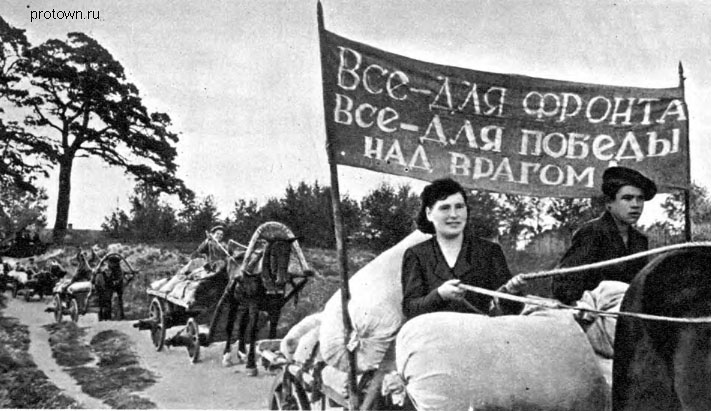 protown.ru
Все-для фронта
Все-для победы
над врагом